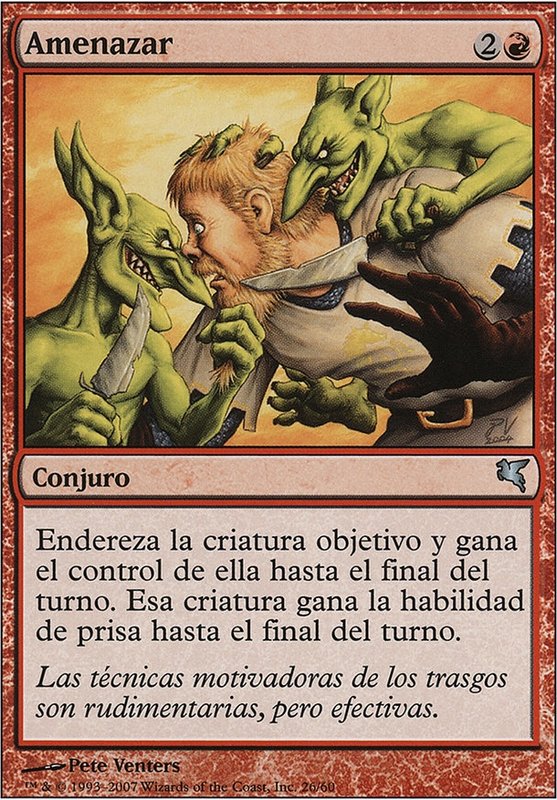 Amenazar 2
PV
2004
Conjuro
Endereza la criatura objetivo y gana
el control de ella hasta el final del
turno. Esa criatura gana la habilidad
de prisa hasta el final del turno.
Las técnicas motivadoras de los trasgos
son rudimentarias, pero efectivas.
Pete Venters
™ & © 1993–2007 Wizards of the Coast, Inc. 26/60